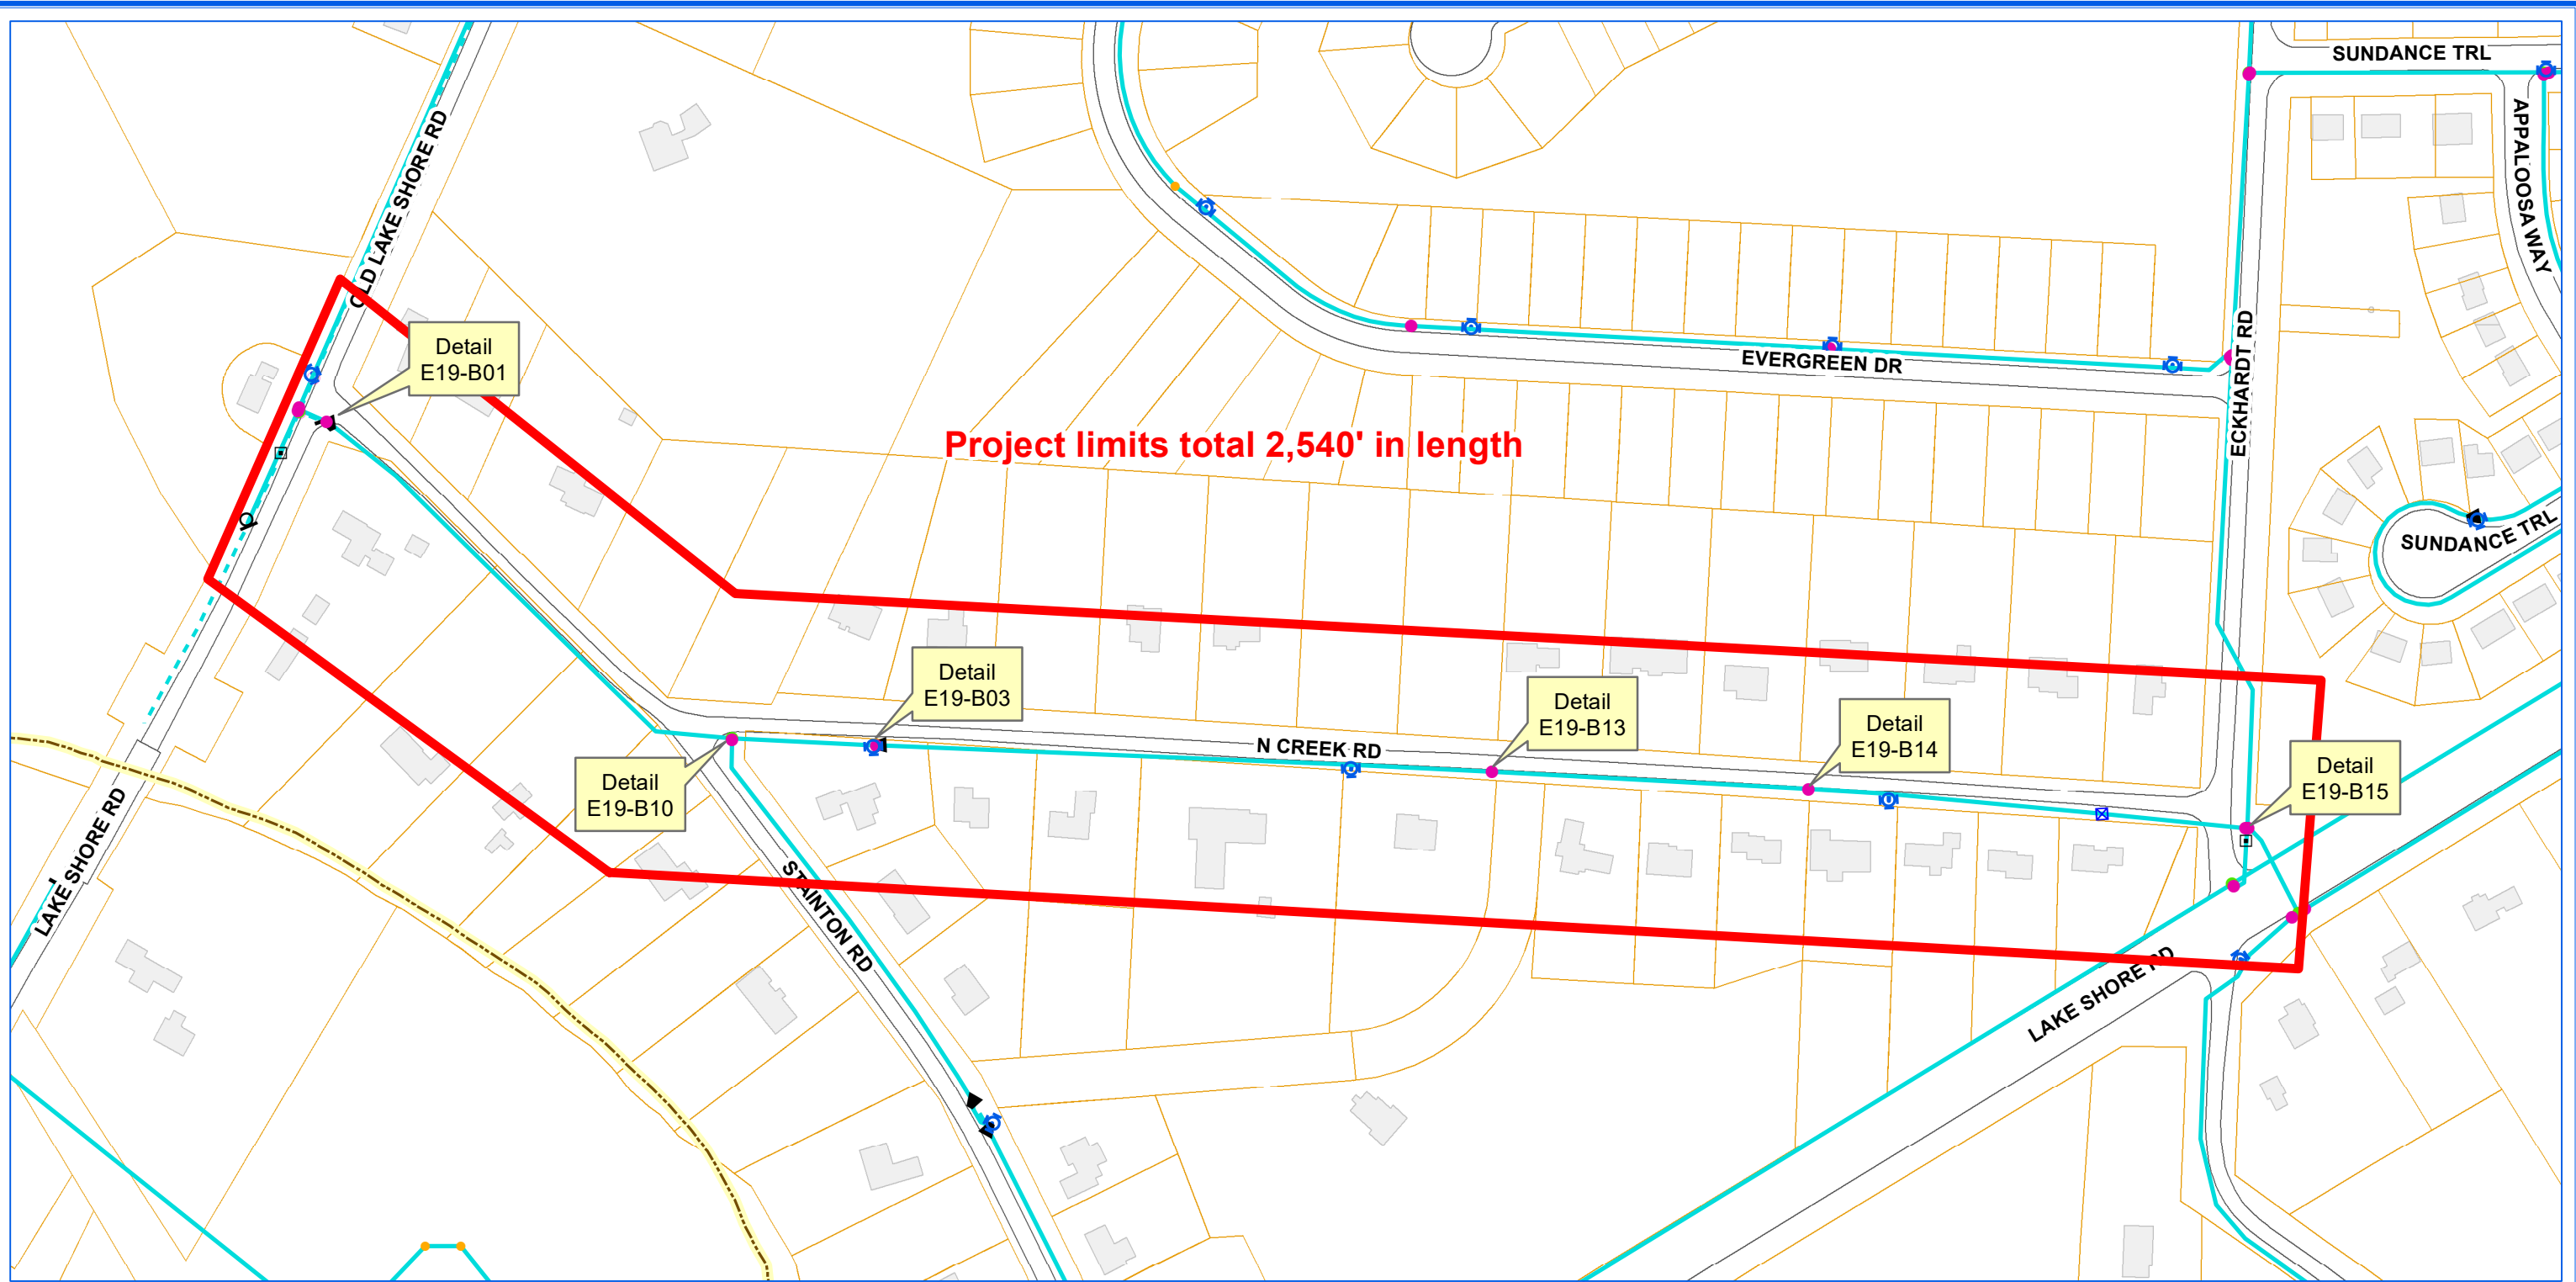 SUNDANCE TRL
OLD LAKE SHORE RD
APPALOOSA WAY
Detail
E19-B01
EVERGREEN DR
ECKHARDT RD
Project limits total 2,540' in length
SUNDANCE TRL
Detail
E19-B03
Detail
E19-B13
Detail
E19-B14
N CREEK RD
Detail
E19-B10
Detail
E19-B15
LAKE SHORE RD
STAINTON RD
LAKE SHORE RD